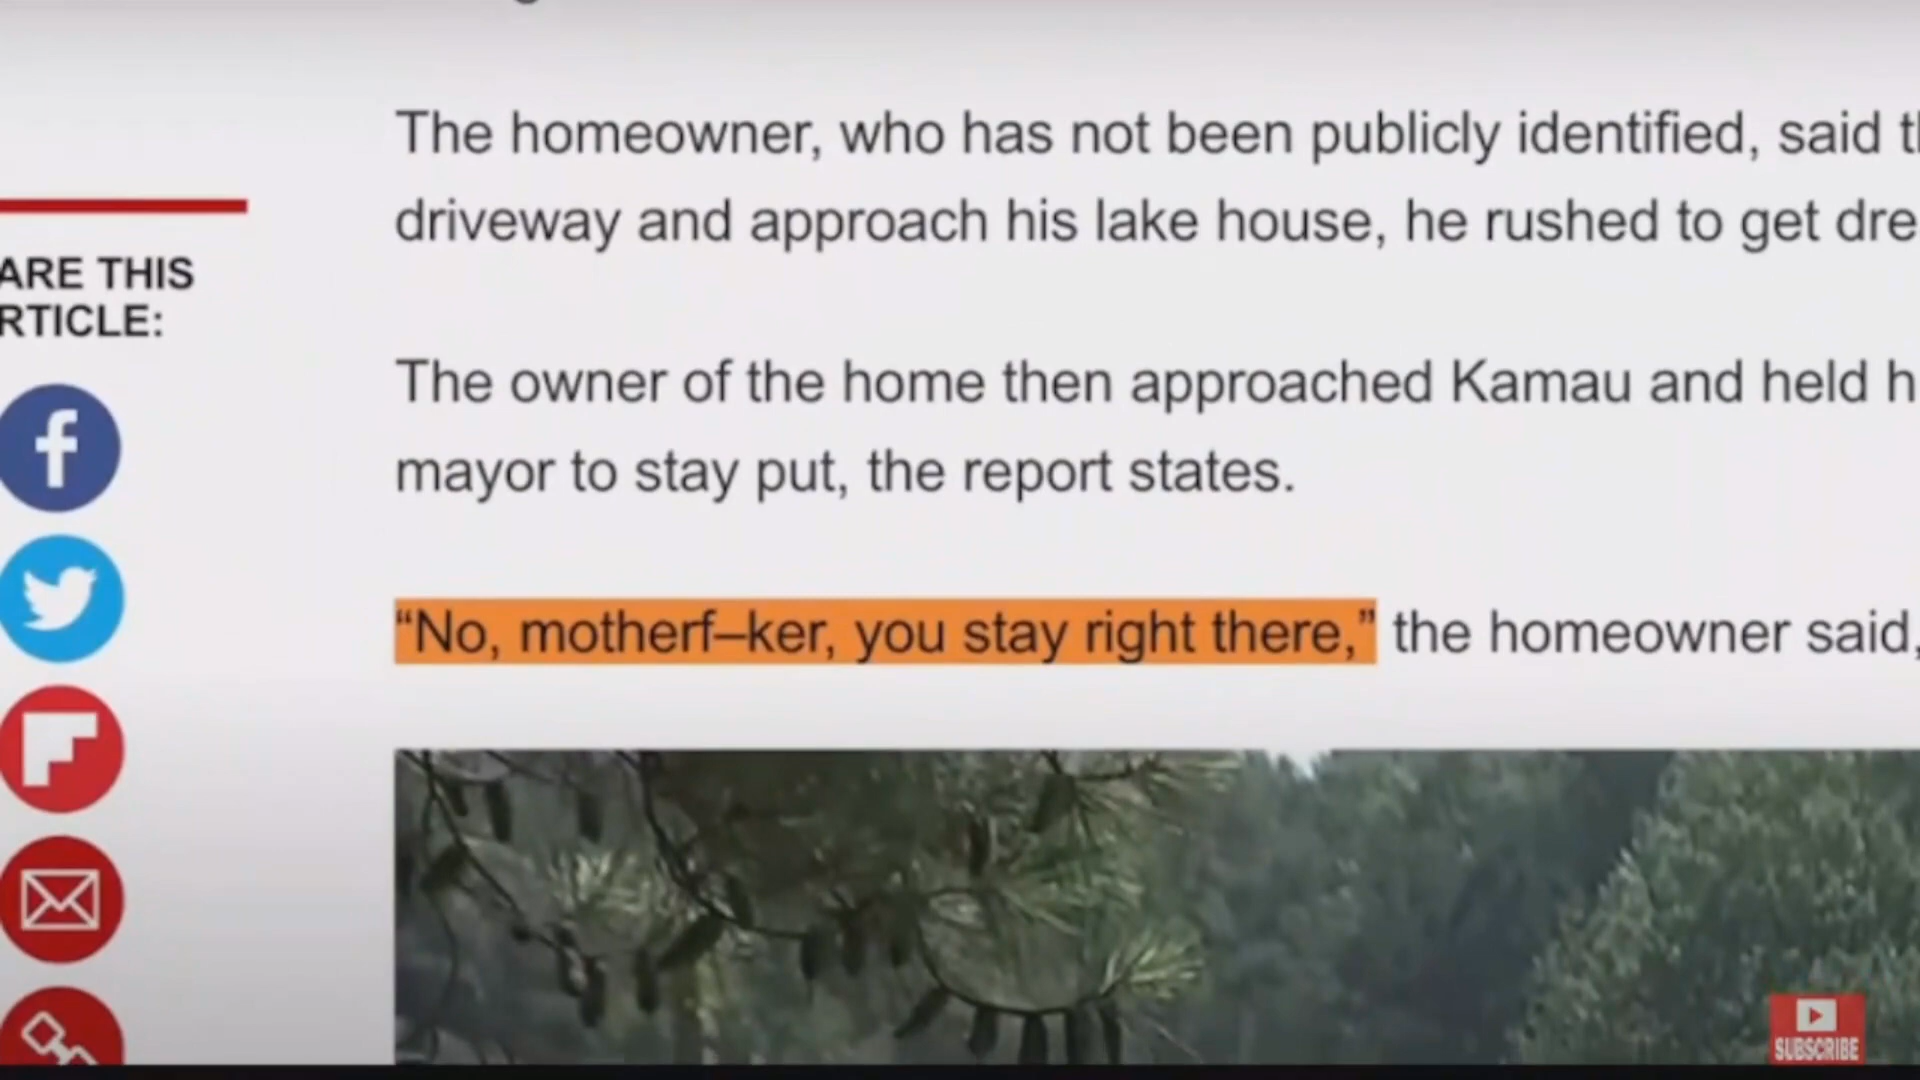 The homeowner, who has not been publicly identified, said
driveway and approach his lake house, he rushed to get
ARE THIS
RTICLE:
The owner of the home then approached Kamau and held
mayor to stay put, the report states.
“No, motherf–ker, you stay right there,” the homeowner said,
SUBSCRIBE